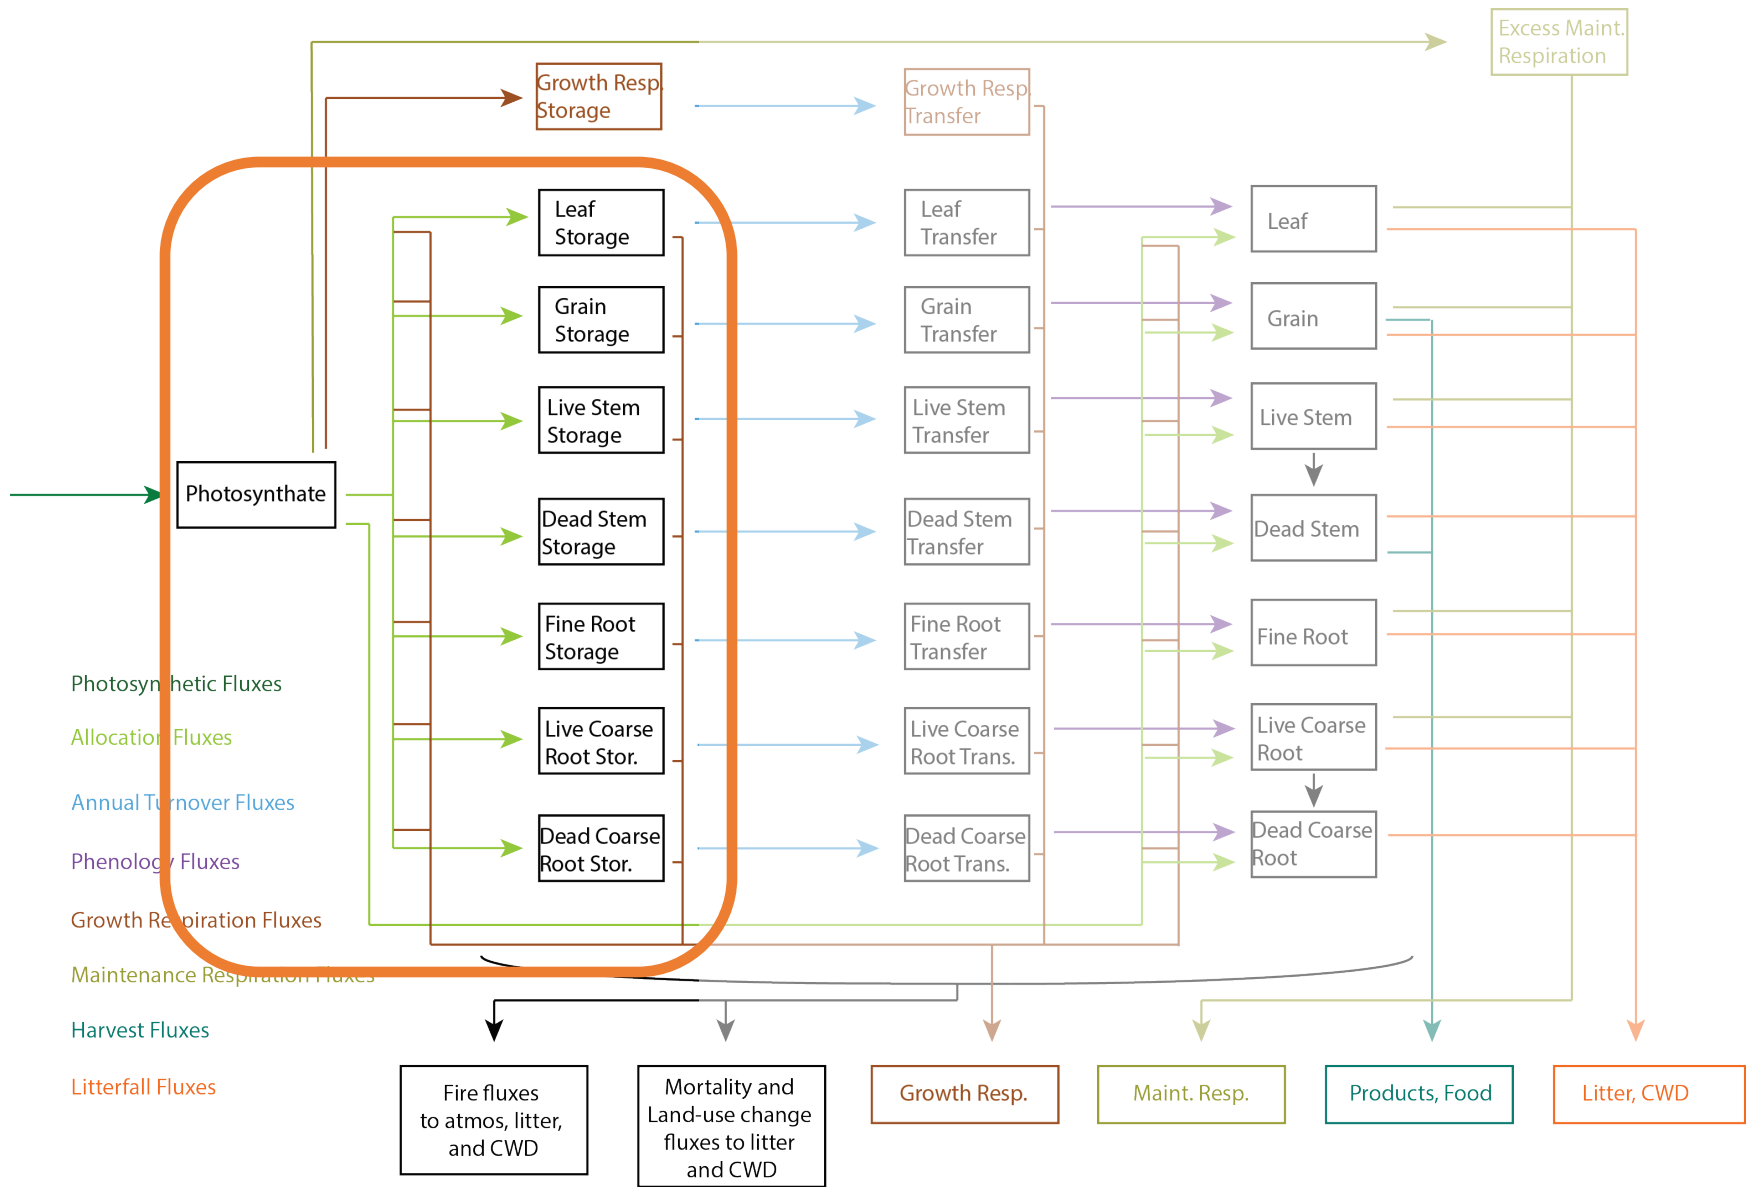 Excess Maint.
Respiration
Growth Resp.
Storage
Growth Resp.
Transfer
Leaf
Storage
Leaf
Transfer
Leaf
Grain
Storage
Grain
Transfer
Grain
Live Stem
Storage
Live Stem
Transfer
Live Stem
Photosynthate
Dead Stem
Storage
Dead Stem
Transfer
Dead Stem
Fine Root
Storage
Fine Root
Transfer
Fine Root
Live Coarse
Root Stor.
Live Coarse
Root Trans.
Live Coarse
Root
Dead Coarse
Root Stor.
Dead Coarse
Root Trans.
Dead Coarse
Root
Photosynthetic Fluxes
Allocation Fluxes
Annual Turnover Fluxes
Phenology Fluxes
Growth Respiration Fluxes
Maintenance Respiration Fluxes
Harvest Fluxes
Litterfall Fluxes
Fire fluxes
to atmos, litter,
and CWD
Mortality and
Land-use change
fluxes to litter
and CWD
Growth Resp.
Maint. Resp.
Products, Food
Litter, CWD